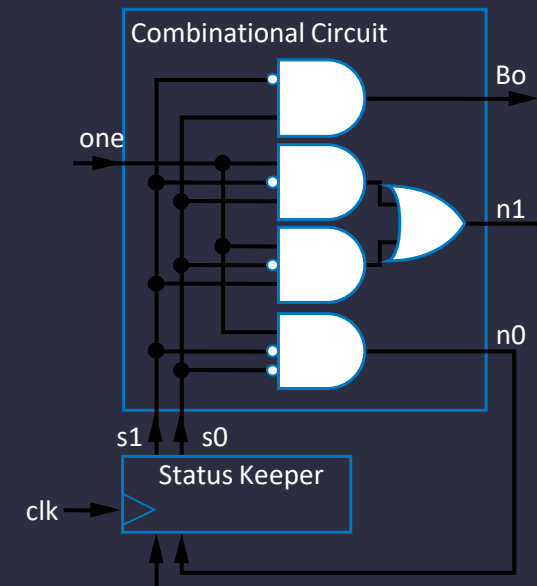 Combinational Circuit
Bo
one
n1
n0
s1 s0
Status Keeper
clk